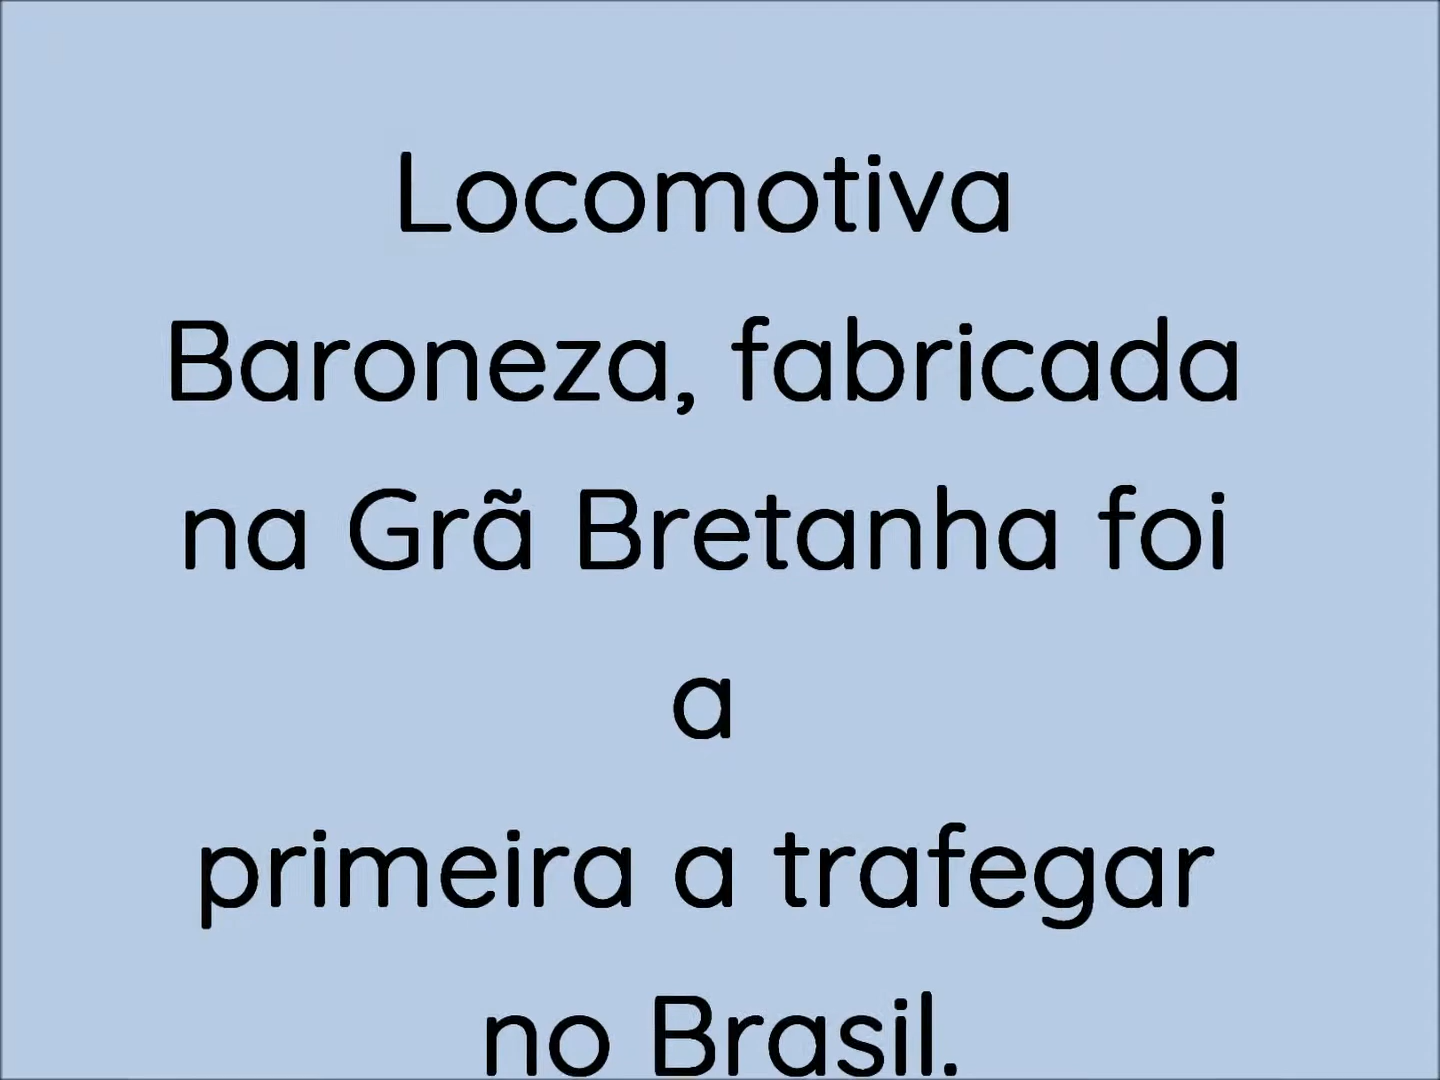 Locomotiva
Baroneza, fabricada
na Grã Bretanha foi
a
primeira a trafegar
no Brasil.